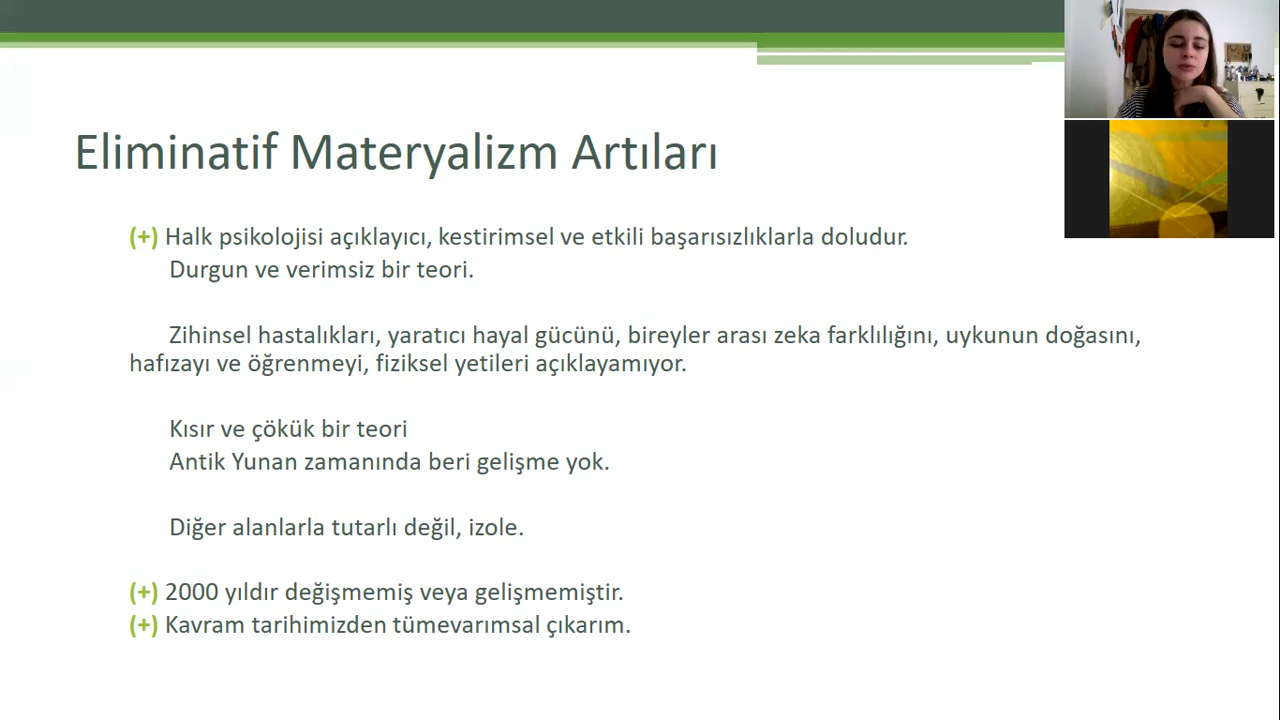 Eliminatif Materyalizm Artıları
(+) Halk psikolojisi açıklayıcı, kestirimsel ve etkili başarısızlıklarla doludur.
Durgun ve verimsiz bir teori.
Zihinsel hastalıkları, yaratıcı hayal gücünü, bireyler arası zeka farklılığını, uykunun doğasını,
hafızayı ve öğrenmeyi, fiziksel yetileri açıklayamıyor.
Kısır ve çökük bir teori
Antik Yunan zamanında beri gelişme yok.
Diğer alanlarla tutarlı değil, izole.
(+) 2000 yıldır değişmemiş veya gelişmemiştir.
(+) Kavram tarihimizden tümevarımsal çıkarım.